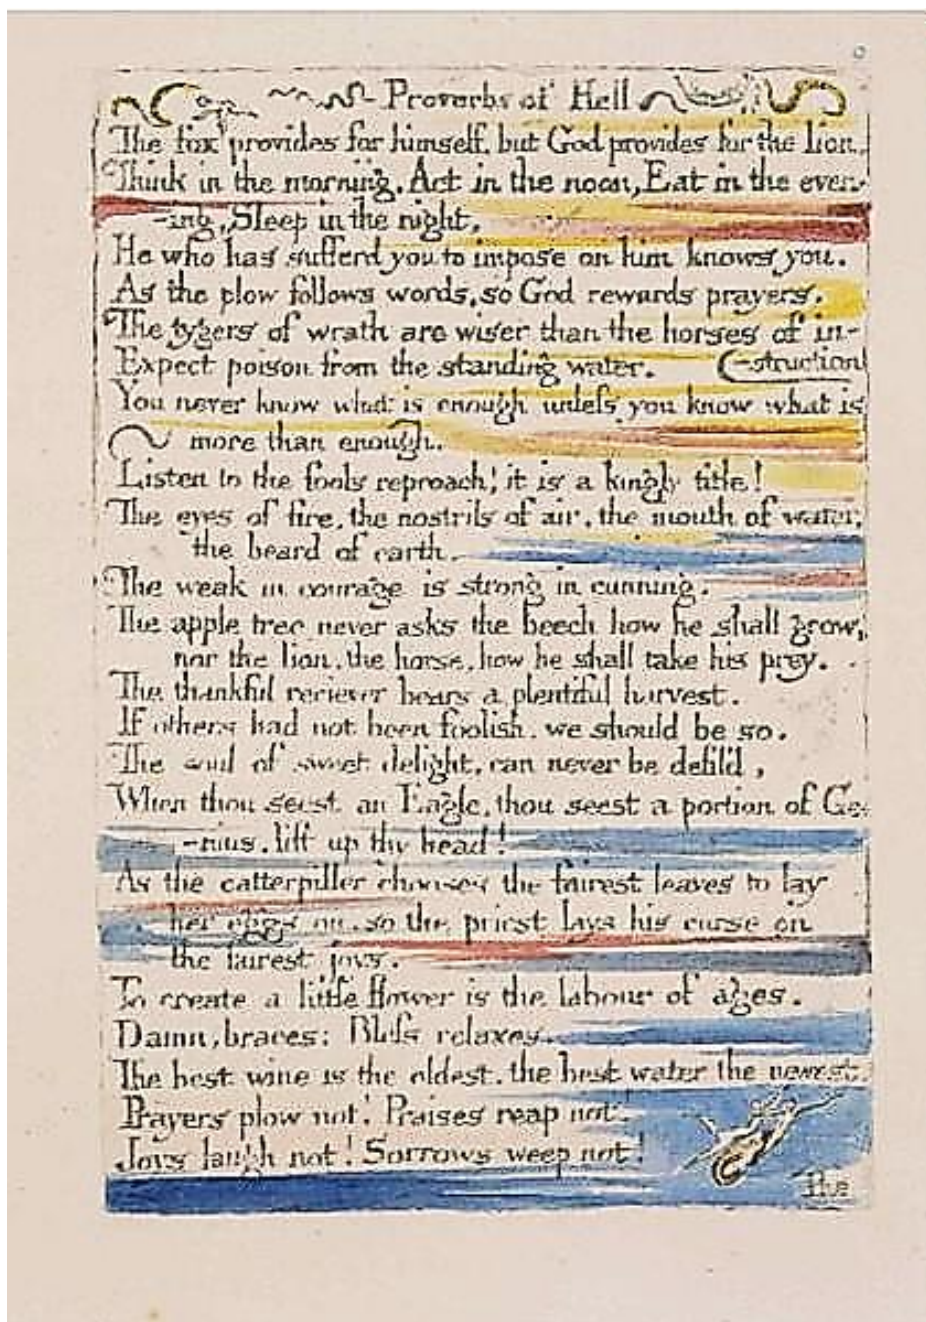 Proverbs of Hell
The fox provides for himself, but God provides for the lion.
Think in the morning, Act in the noon, Eat in the even-
-ing, Sleep in the night,
He who has sufferd you to impose on him knows you.
As the plow follows words, so God rewards prayers.
The tygers of wrath are wiser than the horses of in-
Expect poison from the standing water. (-struction
You never know what is enough unless you know what is
more than enough.
Listen to the fools reproach! it is a kingly title!
The eyes of fire, the nostrils of air, the mouth of water,
the beard of earth.
The weak in courage is strong in cunning.
The apple tree never asks the beech how he shall grow,
nor the lion, the horse, how he shall take his prey.
The thankful reciever bears a plentiful harvest.
If others had not been foolish, we should be so.
The soul of sweet delight, can never be defil'd,
When thou seest an Eagle, thou seest a portion of Ge-
-nius, lift up thy head!
As the catterpiller chooses the fairest leaves to lay
her eggs on, so the priest lays his curse on
the fairest joys.
To create a little flower is the labour of ages.
Damn, braces: Bless relaxes.
The best wine is the oldest, the best water the newest.
Prayers plow not! Praises reap not!
Joys laugh not! Sorrows weep not!
The